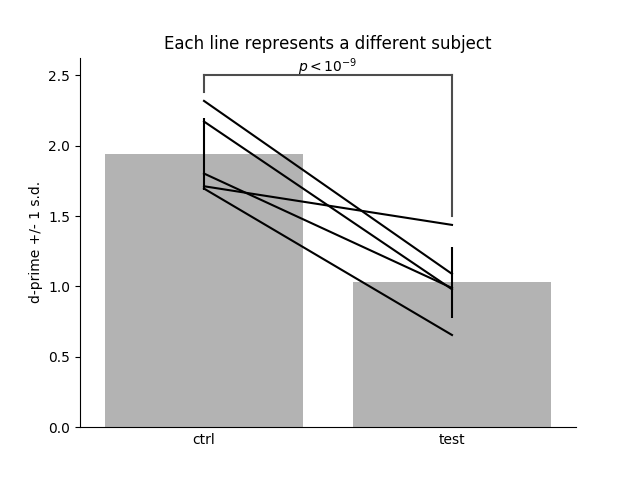 Each line represents a different subject
p < 10⁻⁹
2.5
2.0
1.5
1.0
0.5
0.0
d-prime +/- 1 s.d.
ctrl
test